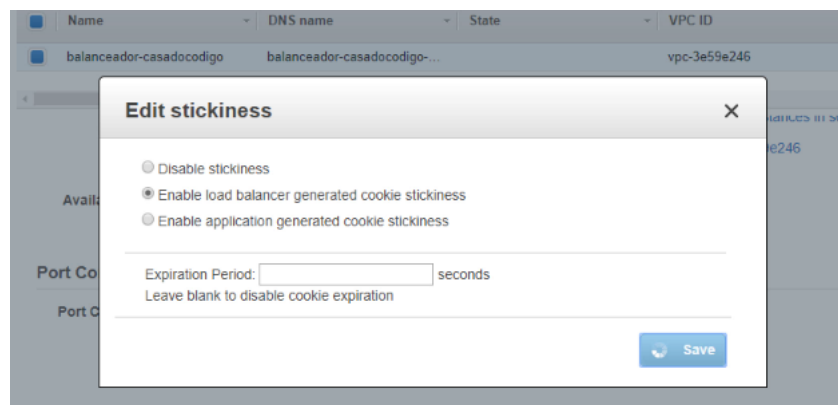 Name DNS name State VPC ID
balanceador-casadocodigo balanceador-casadocodigo-... vpc-3e59e246
Edit stickiness
e246
Disable stickiness
Enable load balancer generated cookie stickiness
Availa
Enable application generated cookie stickiness
Port Co
Expiration Period: seconds
Leave blank to disable cookie expiration
Port C
Save